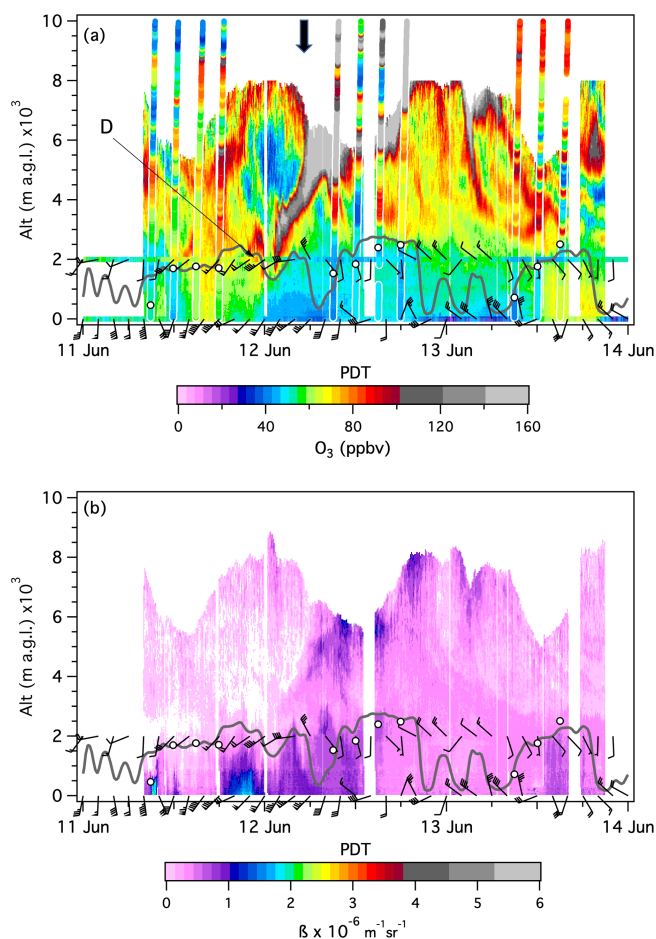 (a)
10
8
6
4
2
0
Alt (m a.g.l.) x10³
D
11 Jun
12 Jun
13 Jun
14 Jun
PDT
0
40
80
120
160
O₃ (ppbv)
(b)
10
8
6
4
2
0
Alt (m a.g.l.) x10³
11 Jun
12 Jun
13 Jun
14 Jun
PDT
0
1
2
3
4
5
6
ß x 10⁻⁶ m⁻¹sr⁻¹